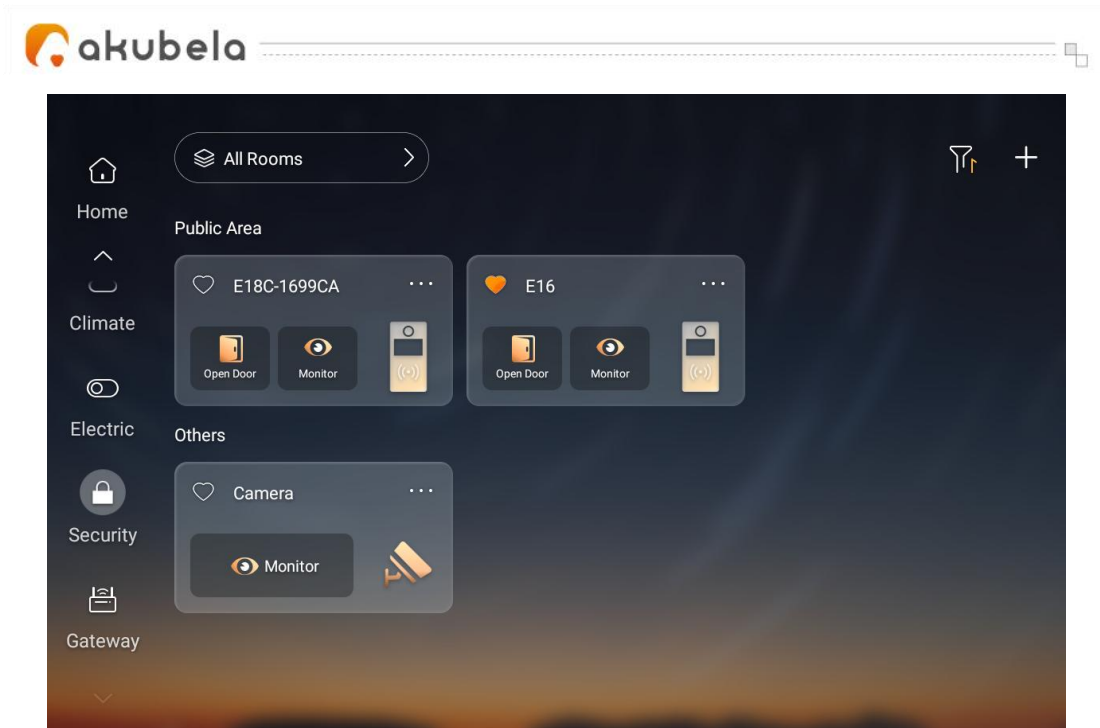 akubela
All Rooms
Home
Public Area
E18C-1699CA
E16
Climate
Open Door
Monitor
Open Door
Monitor
Electric
Others
Camera
Security
Monitor
Gateway